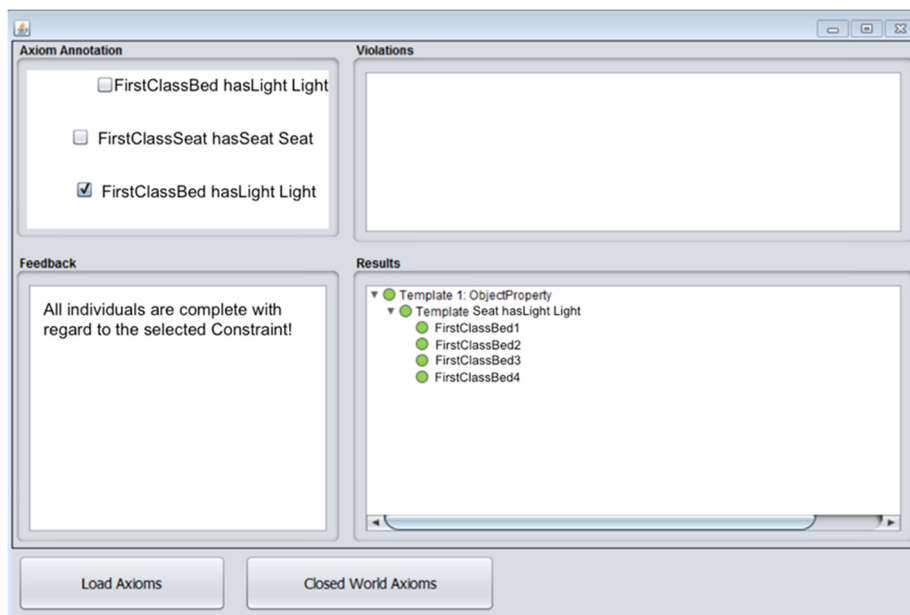 Axiom Annotation
Violations
FirstClassBed hasLight Light
FirstClassSeat hasSeat Seat
FirstClassBed hasLight Light
Feedback
Results
All individuals are complete with
regard to the selected Constraint!
Template 1: ObjectProperty
Template Seat hasLight Light
FirstClassBed1
FirstClassBed2
FirstClassBed3
FirstClassBed4
Load Axioms
Closed World Axioms